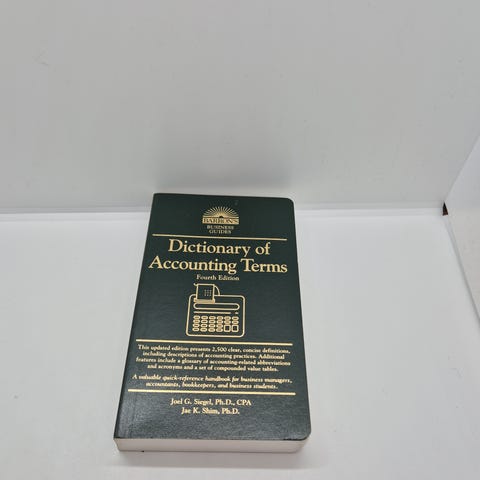 BARRON'S
BUSINESS
GUIDES
Dictionary of
Accounting Terms
Fourth Edition
This updated edition presents 2,500 clear, concise definitions,
including descriptions of accounting practices. Additional
features include a glossary of accounting-related abbreviations
and acronyms and a set of compounded value tables.
A valuable quick-reference handbook for business managers,
accountants, bookkeepers, and business students.
Joel G. Siegel, Ph.D., CPA
Jae K. Shim, Ph.D.